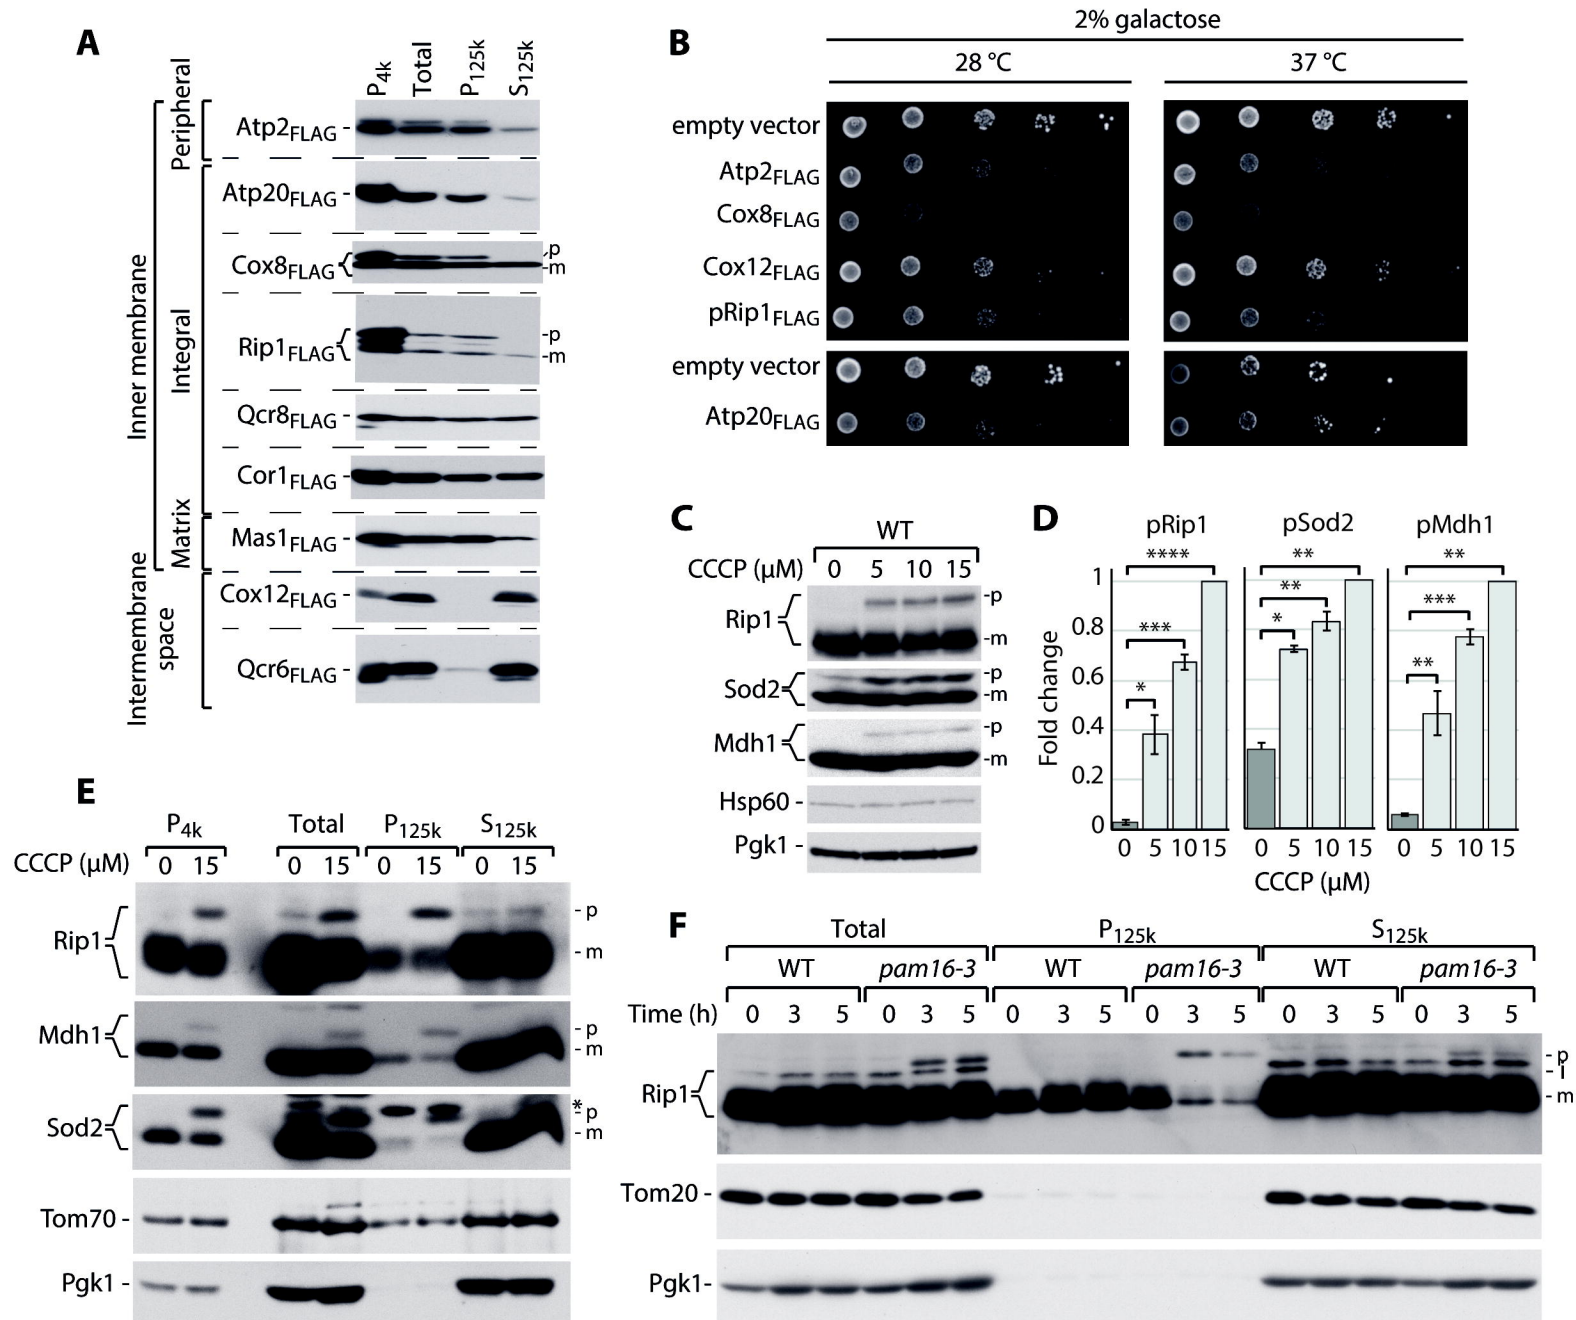 A
P4k Total P125k S125k
Inner membrane
Peripheral
Integral
Matrix
Intermembrane
space
Atp2FLAG -
Atp20FLAG -
Cox8FLAG
-p
-m
Rip1FLAG
-p
-m
Qcr8FLAG -
Cor1FLAG -
Mas1FLAG -
Cox12FLAG -
Qcr6FLAG -
B
2% galactose
28 °C 37 °C
empty vector
Atp2FLAG
Cox8FLAG
Cox12FLAG
pRip1FLAG
empty vector
Atp20FLAG
C
WT
CCCP (µM) 0 5 10 15
Rip1
-p
-m
Sod2
-p
-m
Mdh1
-p
-m
Hsp60 -
Pgk1 -
D
pRip1 pSod2 pMdh1
**** ** **
** ***
*** * **
*
Fold change
1
0.8
0.6
0.4
0.2
0
0 5 10 15 0 5 10 15 0 5 10 15
CCCP (µM)
E
P4k Total P125k S125k
CCCP (µM) 0 15 0 15 0 15 0 15
Rip1
- p
- m
Mdh1
- p
- m
Sod2
*
- p
- m
Tom70 -
Pgk1 -
F
Total P125k S125k
WT pam16-3 WT pam16-3 WT pam16-3
Time (h) 0 3 5 0 3 5 0 3 5 0 3 5 0 3 5 0 3 5
Rip1
- p
- i
- m
Tom20 -
Pgk1-